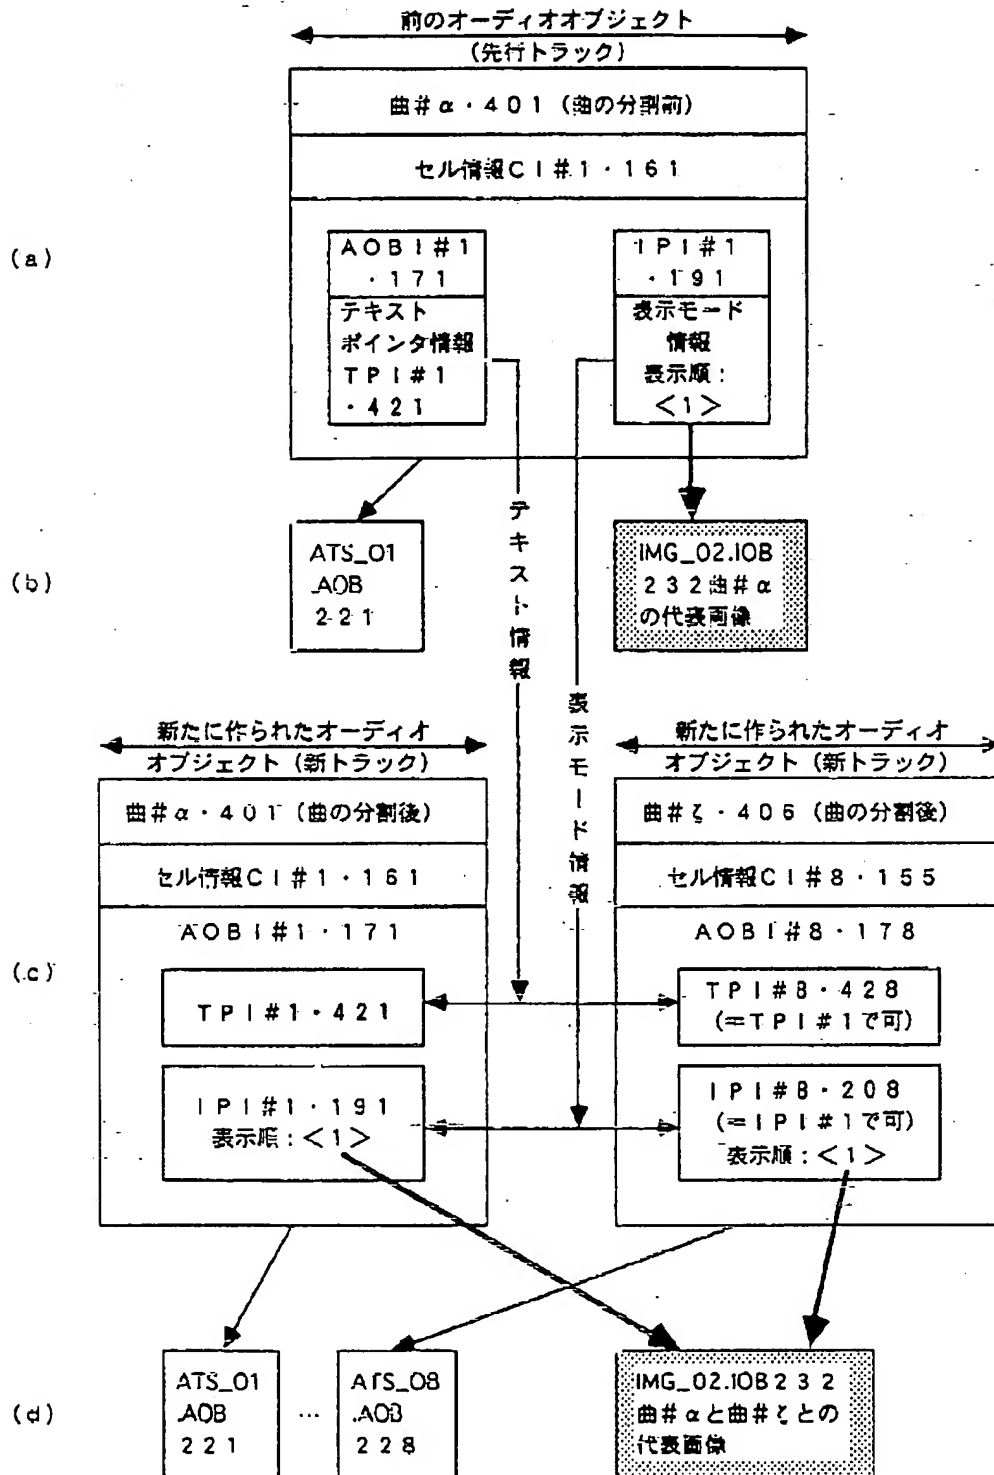 前のオーディオオブジェクト
(先行トラック)
曲#α・401(曲の分割前)
セル情報CI#1・161
(a)
AOBI#1
・171
テキスト
ポインタ情報
TPI#1
・421
IPI#1
・191
表示モード
情報
表示順:
<1>
テキスト情報
表示モード情報
(b)
ATS_01
.AOB
221
IMG_02.IOB
232曲#α
の代表画像
新たに作られたオーディオ
オブジェクト(新トラック)
曲#α・401(曲の分割後)
セル情報CI#1・161
AOBI#1・171
(c)
TPI#1・421
IPI#1・191
表示順:<1>
新たに作られたオーディオ
オブジェクト(新トラック)
曲#ζ・406(曲の分割後)
セル情報CI#8・155
AOBI#8・178
TPI#8・428
(=TPI#1で可)
IPI#8・208
(=IPI#1で可)
表示順:<1>
(d)
ATS_01
.AOB
221
…
ATS_08
.AOB
228
IMG_02.IOB232
曲#αと曲#ζとの
代表画像